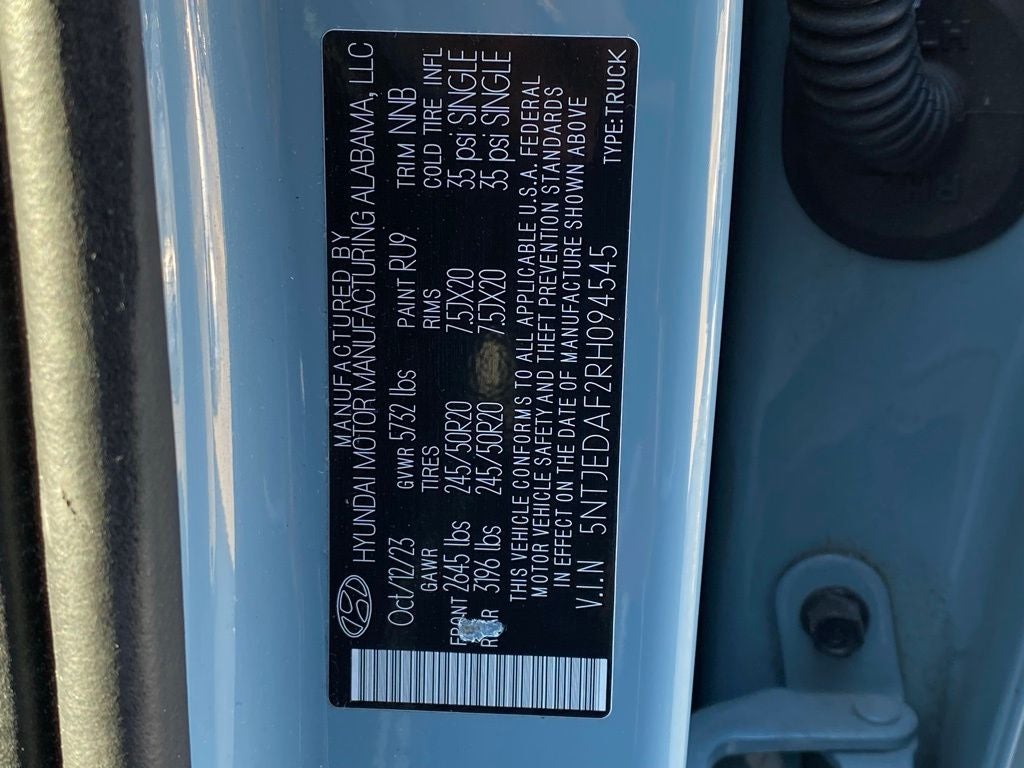 MANUFACTURED BY
HYUNDAI MOTOR MANUFACTURING ALABAMA, LLC
Oct/12/23 GVWR 5732 lbs PAINT RU9 TRIM NNB
GAWR TIRES RIMS COLD TIRE INFL
FRONT 2645 lbs 245/50R20 7.5JX20 35 psi SINGLE
REAR 3196 lbs 245/50R20 7.5JX20 35 psi SINGLE
THIS VEHICLE CONFORMS TO ALL APPLICABLE U.S.A. FEDERAL
MOTOR VEHICLE SAFETY AND THEFT PREVENTION STANDARDS
IN EFFECT ON THE DATE OF MANUFACTURE SHOWN ABOVE
V.I.N 5NTJEDAF2RH094545 TYPE:TRUCK